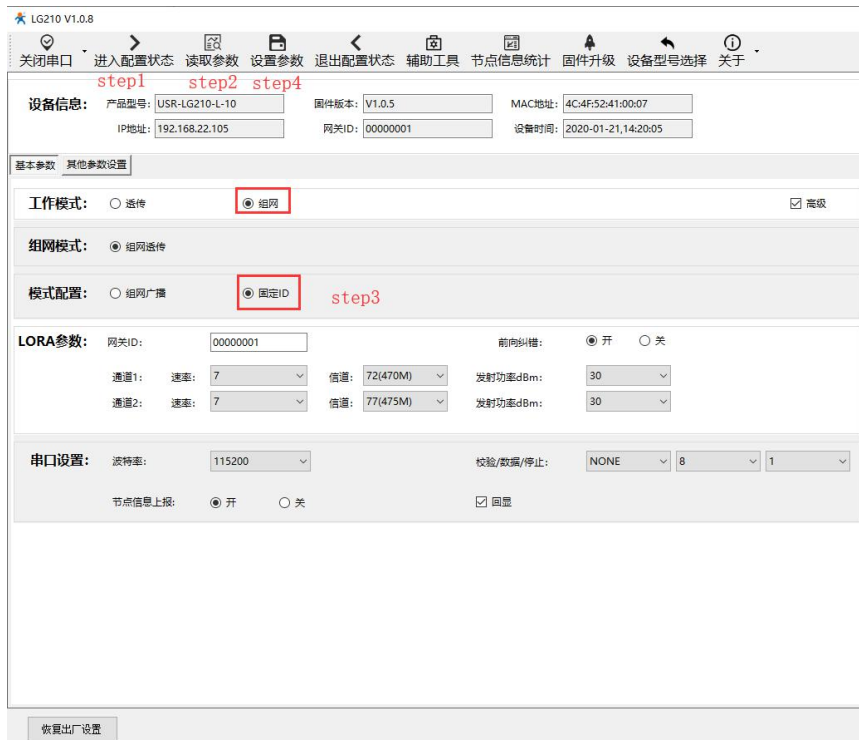 LG210 V1.0.8
关闭串口 进入配置状态 读取参数 设置参数 退出配置状态 辅助工具 节点信息统计 固件升级 设备型号选择 关于
step1 step2 step4
设备信息: 产品型号: USR-LG210-L-10 固件版本: V1.0.5 MAC地址: 4C:4F:52:41:00:07
IP地址: 192.168.22.105 网关ID: 00000001 设备时间: 2020-01-21,14:20:05
基本参数 其他参数设置
工作模式: 透传 组网 高级
组网模式: 组网透传
模式配置: 组网广播 固定ID step3
LORA参数: 网关ID: 00000001 前向纠错: 开 关
通道1: 速率: 7 信道: 72(470M) 发射功率dBm: 30
通道2: 速率: 7 信道: 77(475M) 发射功率dBm: 30
串口设置: 波特率: 115200 校验/数据/停止: NONE 8 1
节点信息上报: 开 关 回显
恢复出厂设置